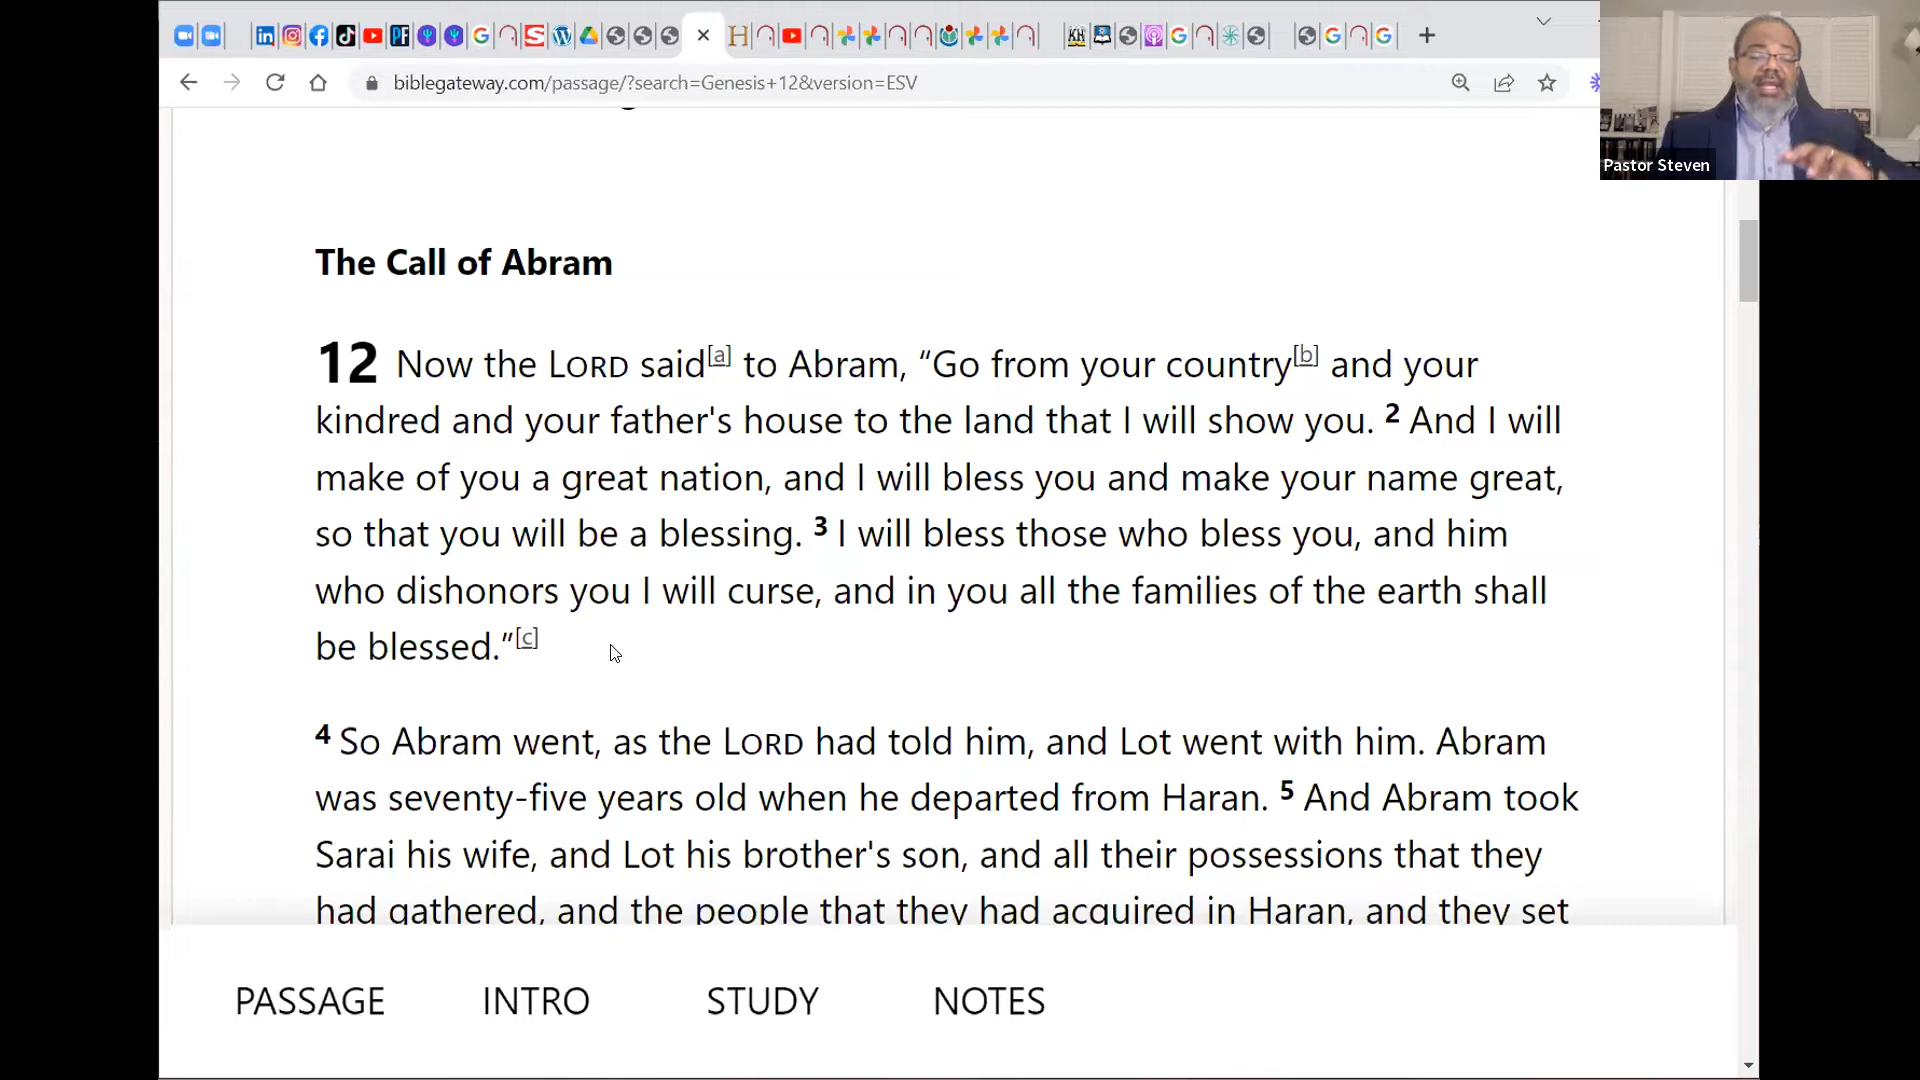 biblegateway.com/passage/?search=Genesis+12&version=ESV
Pastor Steven
The Call of Abram
12 Now the LORD said[a] to Abram, “Go from your country[b] and your
kindred and your father's house to the land that I will show you. 2 And I will
make of you a great nation, and I will bless you and make your name great,
so that you will be a blessing. 3 I will bless those who bless you, and him
who dishonors you I will curse, and in you all the families of the earth shall
be blessed.”[c]
4 So Abram went, as the LORD had told him, and Lot went with him. Abram
was seventy-five years old when he departed from Haran. 5 And Abram took
Sarai his wife, and Lot his brother's son, and all their possessions that they
had gathered, and the people that they had acquired in Haran, and they set
PASSAGE INTRO STUDY NOTES